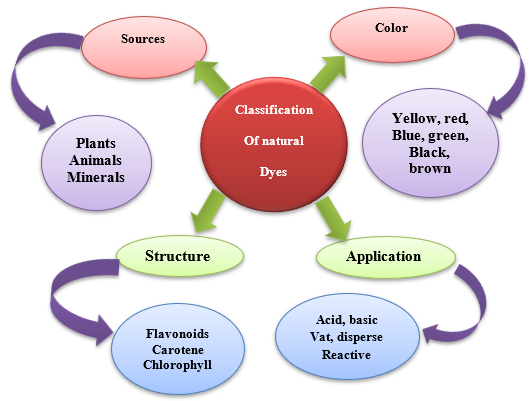 Sources
Color
Classification
Of natural
Dyes
Plants
Animals
Minerals
Yellow, red,
Blue, green,
Black,
brown
Structure
Application
Flavonoids
Carotene
Chlorophyll
Acid, basic
Vat, disperse
Reactive